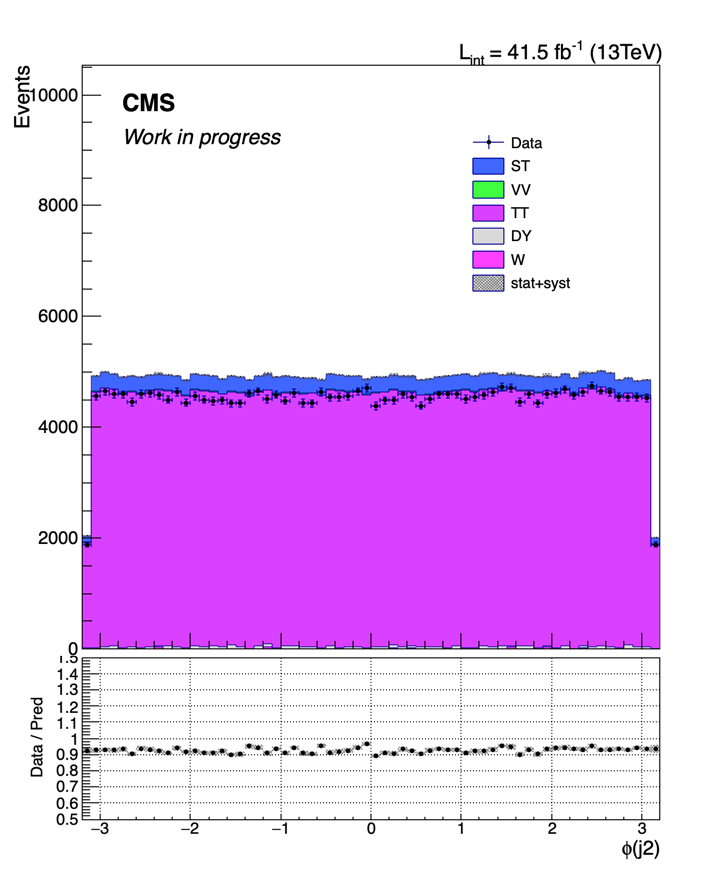 L_int = 41.5 fb⁻¹ (13TeV)
Events
CMS
Work in progress
Data
ST
VV
TT
DY
W
stat+syst
10000
8000
6000
4000
2000
0
Data / Pred
1.5
1.4
1.3
1.2
1.1
1
0.9
0.8
0.7
0.6
0.5
−3 −2 −1 0 1 2 3
ϕ(j2)